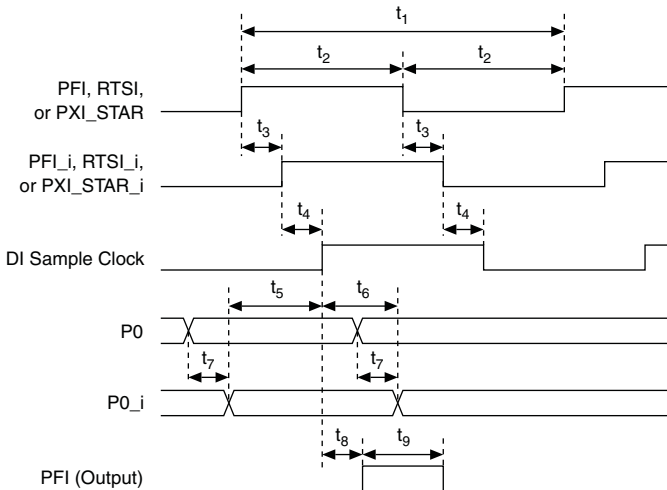 t1
t2 t2
PFI, RTSI,
or PXI_STAR
t3 t3
PFI_i, RTSI_i,
or PXI_STAR_i
t4 t4
DI Sample Clock
t5 t6
P0
t7 t7
P0_i
t8 t9
PFI (Output)